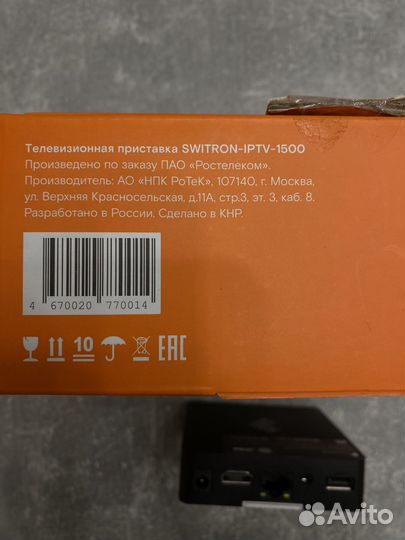 Телевизионная приставка SWITRON-IPTV-1500
Произведено по заказу ПАО «Ростелеком».
Производитель: АО «НПК РоТеК», 107140, г. Москва,
ул. Верхняя Красносельская, д.11А, стр.3, эт. 3, каб. 8.
Разработано в России. Сделано в КНР.
4 670020 770014
10
EAC
Avito